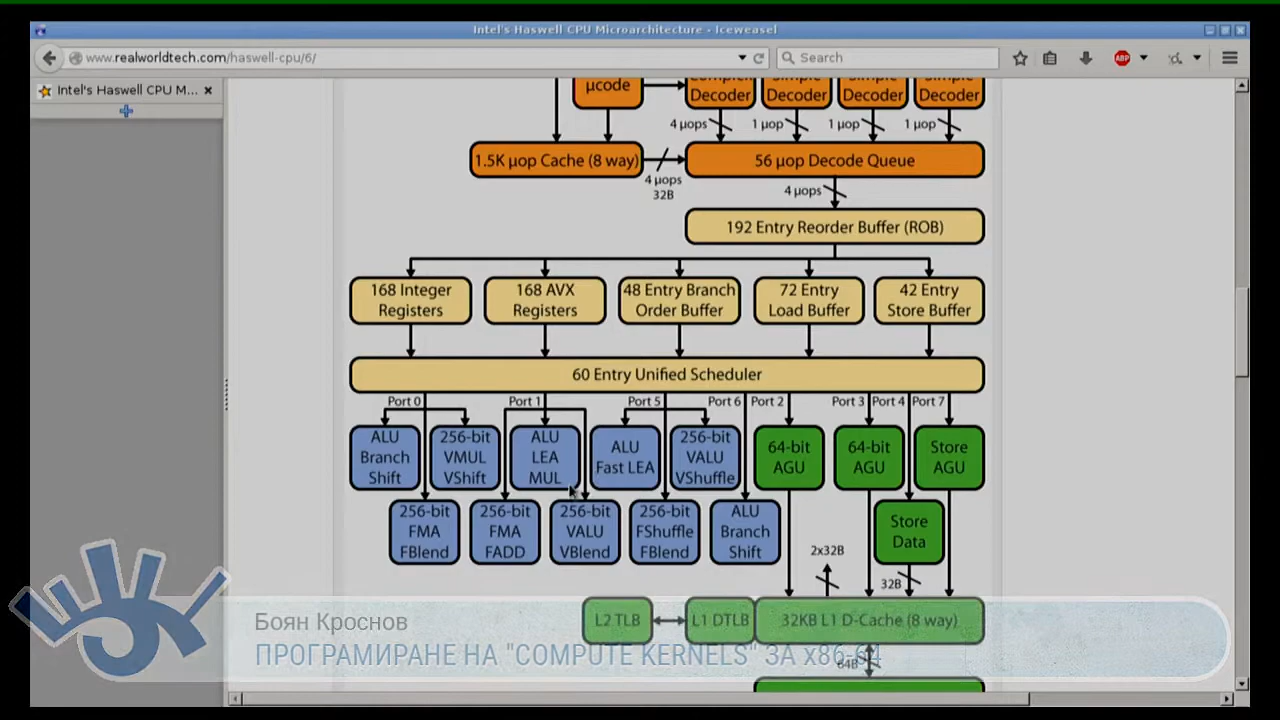 Intel's Haswell CPU Microarchitecture - Iceweasel
www.realworldtech.com/haswell-cpu/6/
Search
ABP
Intel's Haswell CPU M...
µcode
Complex
Decoder
Simple
Decoder
Simple
Decoder
Simple
Decoder
4 µops
1 µop
1 µop
1 µop
1.5K µop Cache (8 way)
4 µops
32B
56 µop Decode Queue
4 µops
192 Entry Reorder Buffer (ROB)
168 Integer
Registers
168 AVX
Registers
48 Entry Branch
Order Buffer
72 Entry
Load Buffer
42 Entry
Store Buffer
60 Entry Unified Scheduler
Port 0
Port 1
Port 5
Port 6
Port 2
Port 3
Port 4
Port 7
ALU
Branch
Shift
256-bit
VMUL
VShift
ALU
LEA
MUL
ALU
Fast LEA
256-bit
VALU
VShuffle
64-bit
AGU
64-bit
AGU
Store
AGU
256-bit
FMA
FBlend
256-bit
FMA
FADD
256-bit
VALU
VBlend
256-bit
FShuffle
FBlend
ALU
Branch
Shift
Store
Data
2x32B
32B
L2 TLB
L1 DTLB
32KB L1 D-Cache (8 way)
64B
Боян Кроснов
ПРОГРАМИРАНЕ НА "COMPUTE KERNELS" ЗА x86-64